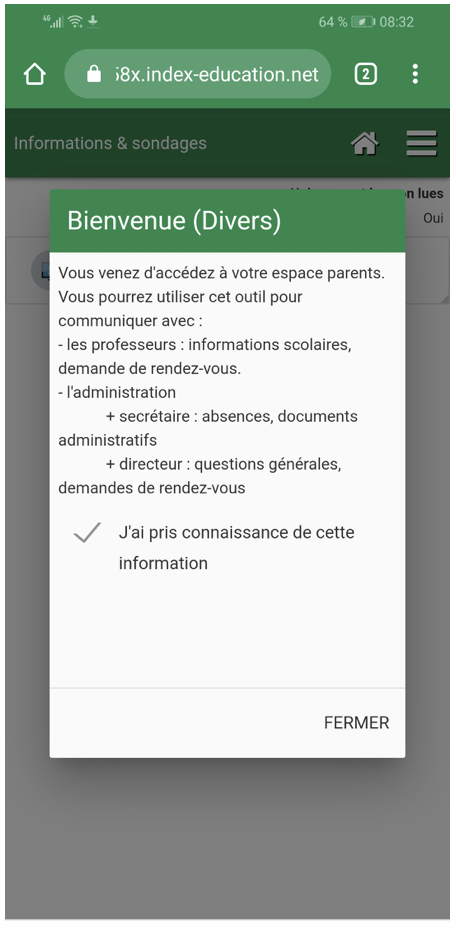 4G 64 % 08:32
58x.index-education.net 2
Informations & sondages
n lues
Oui
Bienvenue (Divers)
Vous venez d'accédez à votre espace parents.
Vous pourrez utiliser cet outil pour
communiquer avec :
- les professeurs : informations scolaires,
demande de rendez-vous.
- l'administration
+ secrétaire : absences, documents
administratifs
+ directeur : questions générales,
demandes de rendez-vous
J'ai pris connaissance de cette
information
FERMER